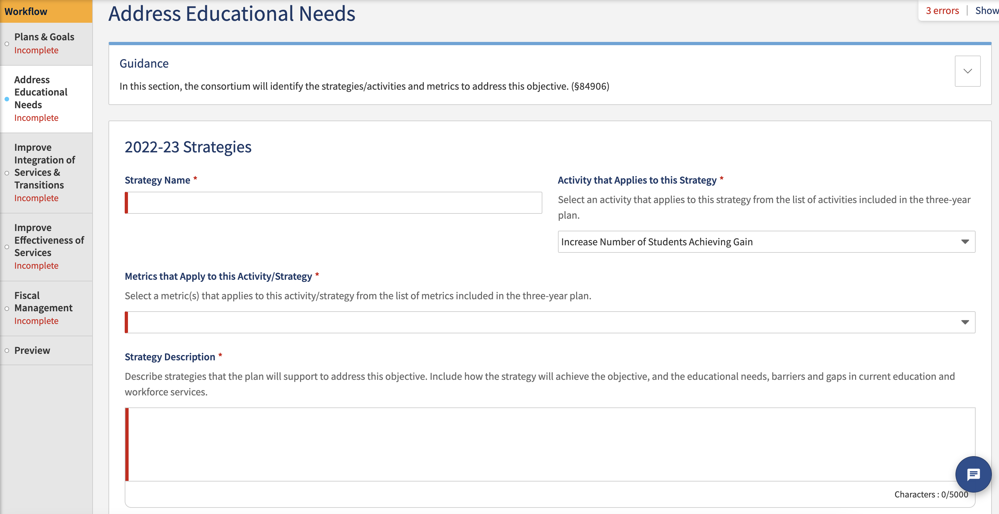 Workflow
Plans & Goals
Incomplete
Address
Educational
Needs
Incomplete
Improve
Integration of
Services &
Transitions
Incomplete
Improve
Effectiveness of
Services
Incomplete
Fiscal
Management
Incomplete
Preview
Address Educational Needs
3 errors | Show
Guidance
In this section, the consortium will identify the strategies/activities and metrics to address this objective. (§84906)
2022-23 Strategies
Strategy Name *
Activity that Applies to this Strategy *
Select an activity that applies to this strategy from the list of activities included in the three-year
plan.
Increase Number of Students Achieving Gain
Metrics that Apply to this Activity/Strategy *
Select a metric(s) that applies to this activity/strategy from the list of metrics included in the three-year plan.
Strategy Description *
Describe strategies that the plan will support to address this objective. Include how the strategy will achieve the objective, and the educational needs, barriers and gaps in current education and
workforce services.
Characters : 0/5000